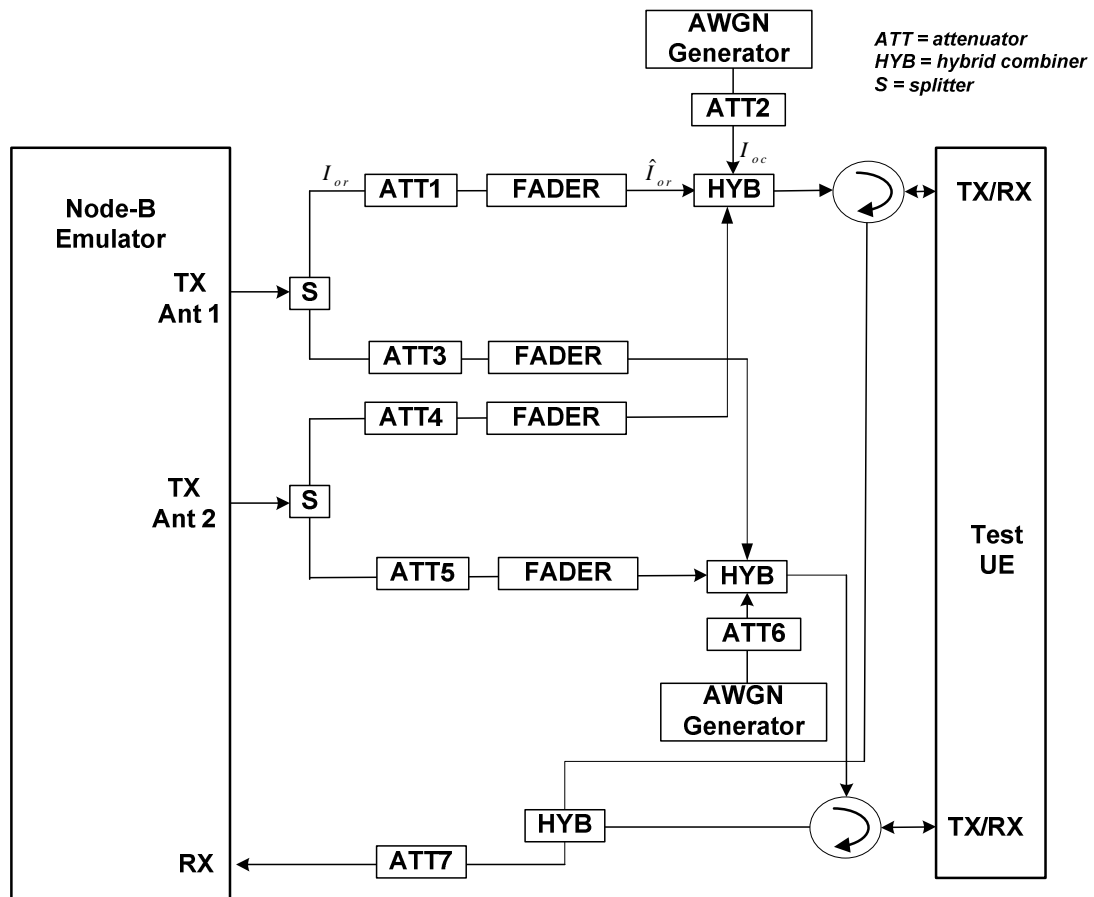 AWGN
Generator
ATT = attenuator
HYB = hybrid combiner
S = splitter
ATT2
I_oc
Node-B
Emulator
I_or
ATT1
FADER
Î_or
HYB
TX/RX
TX
Ant 1
S
ATT3
FADER
ATT4
FADER
TX
Ant 2
S
Test
UE
ATT5
FADER
HYB
ATT6
AWGN
Generator
HYB
TX/RX
RX
ATT7